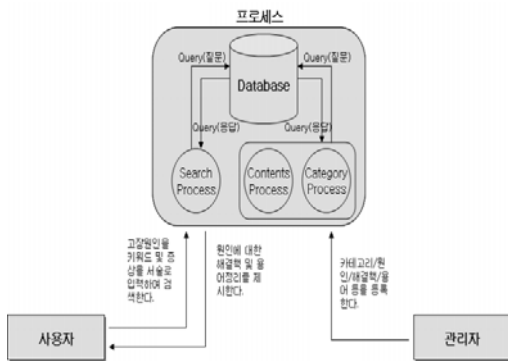 프로세스
Query(질문)
Query(질문)
Database
Query(응답)
Query(응답)
Search
Process
Contents
Process
Category
Process
고장원인을
키워드 및 증
상을 서술로
입력하여 검
색한다.
원인에 대한
해결책 및 용
어정리를 제
시합니다.
카테고리/원
인/해결책/용
어 등을 등록
한다.
사용자
관리자